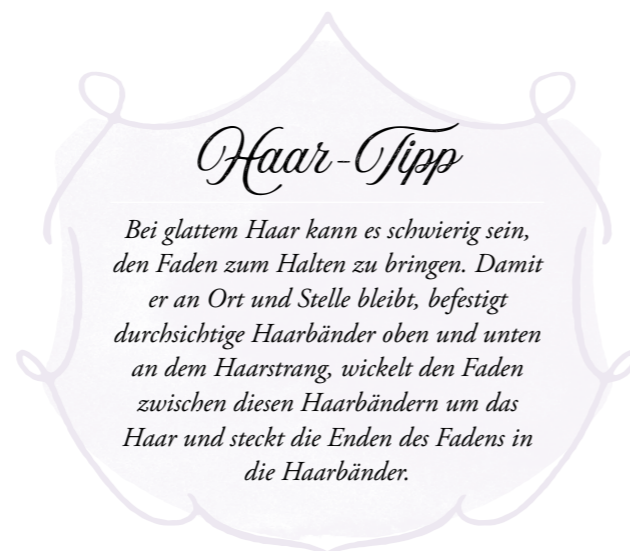 Haar-Tipp
Bei glattem Haar kann es schwierig sein,
den Faden zum Halten zu bringen. Damit
er an Ort und Stelle bleibt, befestigt
durchsichtige Haarbänder oben und unten
an dem Haarstrang, wickelt den Faden
zwischen diesen Haarbändern um das
Haar und steckt die Enden des Fadens in
die Haarbänder.